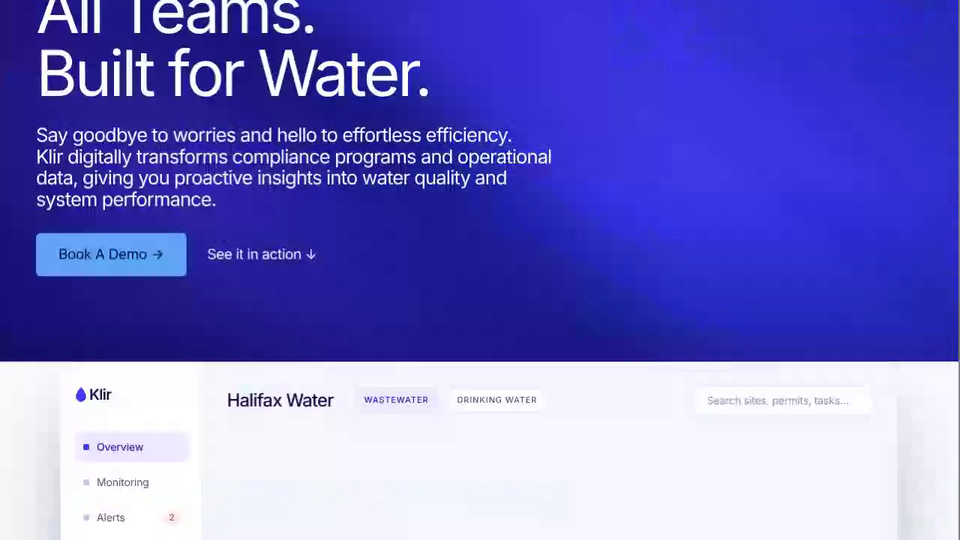 All Teams.
Built for Water.
Say goodbye to worries and hello to effortless efficiency.
Klir digitally transforms compliance programs and operational
data, giving you proactive insights into water quality and
system performance.
Book A Demo →
See it in action ↓
Klir
Halifax Water
WASTEWATER
DRINKING WATER
Search sites, permits, tasks...
Overview
Monitoring
Alerts
2